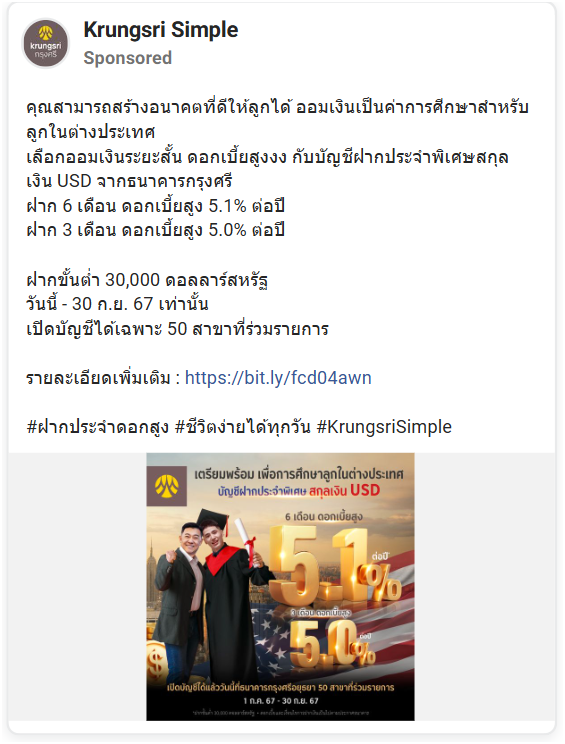 krungsri
กรุงศรี
Krungsri Simple
Sponsored
คุณสามารถสร้างอนาคตที่ดีให้ลูกได้ ออมเงินเป็นค่าการศึกษาสำหรับ
ลูกในต่างประเทศ
เลือกออมเงินระยะสั้น ดอกเบี้ยสูงงง กับบัญชีฝากประจำพิเศษสกุล
เงิน USD จากธนาคารกรุงศรี
ฝาก 6 เดือน ดอกเบี้ยสูง 5.1% ต่อปี
ฝาก 3 เดือน ดอกเบี้ยสูง 5.0% ต่อปี
ฝากขั้นต่ำ 30,000 ดอลลาร์สหรัฐ
วันนี้ - 30 ก.ย. 67 เท่านั้น
เปิดบัญชีได้เฉพาะ 50 สาขาที่ร่วมรายการ
รายละเอียดเพิ่มเติม : https://bit.ly/fcd04awn
#ฝากประจำดอกสูง #ชีวิตง่ายได้ทุกวัน #KrungsriSimple
เตรียมพร้อม เพื่อการศึกษาลูกในต่างประเทศ
บัญชีฝากประจำพิเศษ สกุลเงิน USD
6 เดือน ดอกเบี้ยสูง
5.1% ต่อปี
3 เดือน ดอกเบี้ยสูง
5.0% ต่อปี
เปิดบัญชีได้แล้ววันนี้ที่ธนาคารกรุงศรีอยุธยา 50 สาขาที่ร่วมรายการ
1 ก.ค. 67 - 30 ก.ย. 67